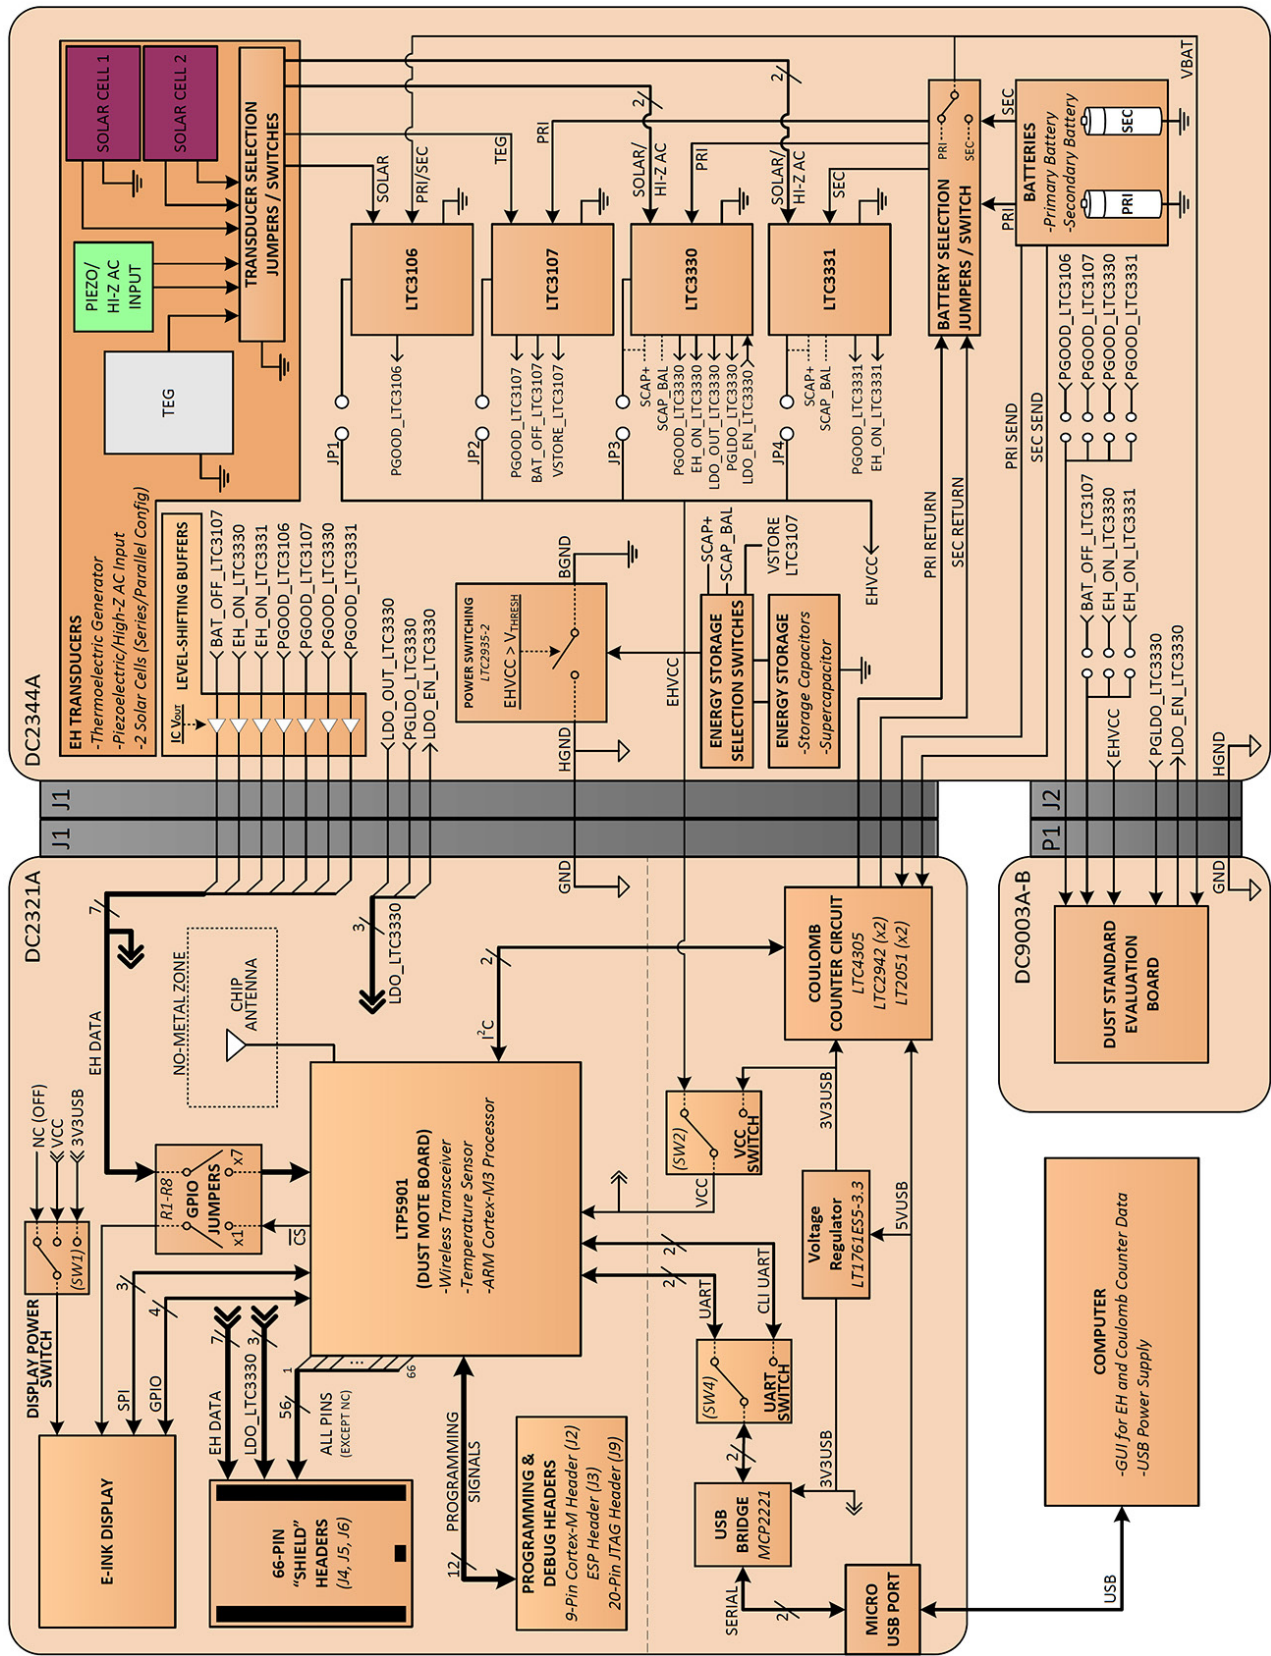 DC2344A
EH TRANSDUCERS
-Thermoelectric Generator
-Piezoelectric/High-Z AC Input
-2 Solar Cells (Series/Parallel Config)
TEG
PIEZO/
HI-Z AC
INPUT
SOLAR CELL 1
SOLAR CELL 2
TRANSDUCER SELECTION
JUMPERS / SWITCHES
IC VOUT
LEVEL-SHIFTING BUFFERS
BAT_OFF_LTC3107
EH_ON_LTC3330
EH_ON_LTC3331
PGOOD_LTC3106
PGOOD_LTC3107
PGOOD_LTC3330
PGOOD_LTC3331
LDO_OUT_LTC3330
PGLDO_LTC3330
LDO_EN_LTC3330
JP1
PGOOD_LTC3106
LTC3106
SOLAR
PRI/SEC
JP2
PGOOD_LTC3107
BAT_OFF_LTC3107
VSTORE_LTC3107
LTC3107
TEG
PRI
JP3
SCAP+
SCAP_BAL
PGOOD_LTC3330
EH_ON_LTC3330
LDO_OUT_LTC3330
PGLDO_LTC3330
LDO_EN_LTC3330
LTC3330
SOLAR/
HI-Z AC
2
PRI
JP4
SCAP+
SCAP_BAL
PGOOD_LTC3331
EH_ON_LTC3331
LTC3331
SOLAR/
HI-Z AC
2
SEC
POWER SWITCHING
LTC2935-2
EHVCC > VTHRESH
HGND
BGND
EHVCC
ENERGY STORAGE
SELECTION SWITCHES
SCAP+
SCAP_BAL
VSTORE
LTC3107
ENERGY STORAGE
-Storage Capacitors
-Supercapacitor
EHVCC
PRI RETURN
SEC RETURN
BATTERY SELECTION
JUMPERS / SWITCH
PRI
SEC
PRI SEND
SEC SEND
PRI
SEC
BATTERIES
-Primary Battery
-Secondary Battery
PRI
SEC
VBAT
BAT_OFF_LTC3107
EH_ON_LTC3330
EH_ON_LTC3331
PGOOD_LTC3106
PGOOD_LTC3107
PGOOD_LTC3330
PGOOD_LTC3331
EHVCC
PGLDO_LTC3330
LDO_EN_LTC3330
HGND
J1
J1
P1
J2
DC2321A
E-INK DISPLAY
DISPLAY POWER
SWITCH
(SW1)
NC (OFF)
VCC
3V3USB
SPI
3
GPIO
4
R1-R8
GPIO
JUMPERS
x1
x7
CS
EH DATA
7
NO-METAL ZONE
CHIP
ANTENNA
3
LDO_LTC3330
GND
66-PIN
“SHIELD”
HEADERS
(J4, J5, J6)
EH DATA
7
LDO_LTC3330
3
56
ALL PINS
(EXCEPT NC)
1
66
LTP5901
(DUST MOTE BOARD)
-Wireless Transceiver
-Temperature Sensor
-ARM Cortex-M3 Processor
I2C
2
12
PROGRAMMING
SIGNALS
PROGRAMMING &
DEBUG HEADERS
9-Pin Cortex-M Header (J2)
ESP Header (J3)
20-Pin JTAG Header (J9)
VCC
(SW2)
VCC
SWITCH
COULOMB
COUNTER CIRCUIT
LTC4305
LTC2942 (x2)
LT2051 (x2)
UART
2
CLI UART
2
(SW4)
UART
SWITCH
2
USB
BRIDGE
MCP2221
3V3USB
Voltage
Regulator
LT1761ES5-3.3
3V3USB
5VUSB
SERIAL
2
MICRO
USB PORT
USB
COMPUTER
-GUI for EH and Coulomb Counter Data
-USB Power Supply
DC9003A-B
DUST STANDARD
EVALUATION
BOARD
GND